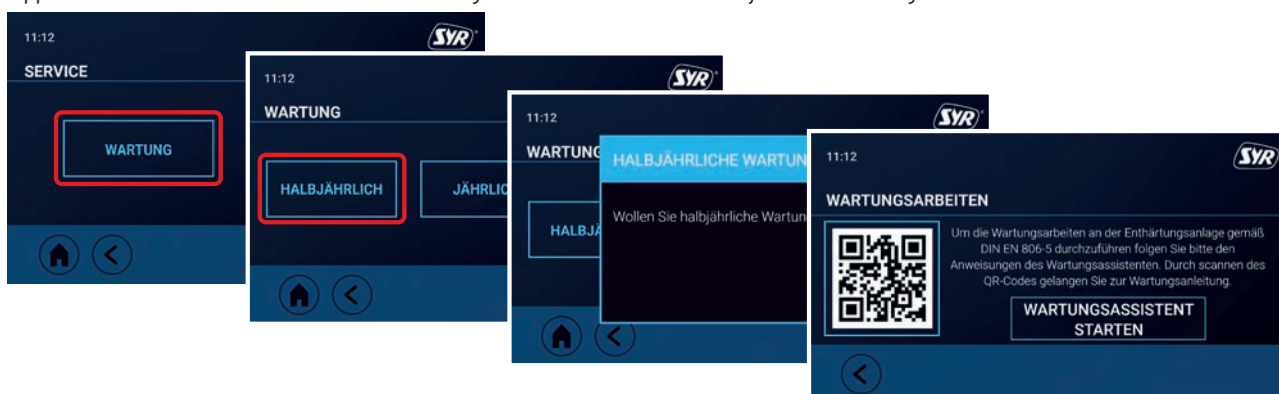 11:12
SYR
SERVICE
WARTUNG
11:12
SYR
WARTUNG
HALBJÄHRLICH
11:12
SYR
WARTUNG
HALBJÄHRLICHE
Wollen Sie halbjährliche
11:12
SYR
WARTUNGSARBEITEN
Um die Wartungsarbeiten an der Enthärtungsanlage gemäß
DIN EN 806-5 durchzuführen folgen Sie bitte den
Anweisungen des Wartungsassistenten. Durch scannen des
QR-Codes gelangen Sie zur Wartungsanleitung.
WARTUNGSASSISTENT
STARTEN